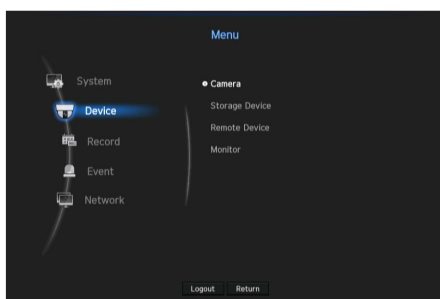 Menu
System
Device
Record
Event
Network
Camera
Storage Device
Remote Device
Monitor
Logout Return